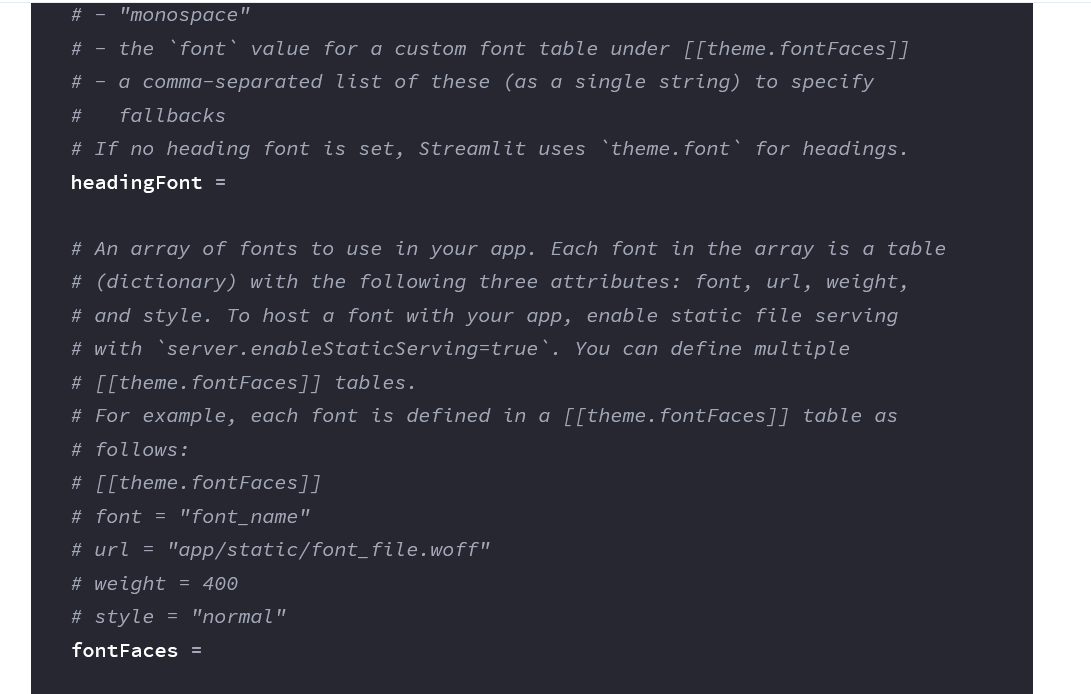 # - "monospace"
# - the `font` value for a custom font table under [[theme.fontFaces]]
# - a comma-separated list of these (as a single string) to specify
#   fallbacks
# If no heading font is set, Streamlit uses `theme.font` for headings.
headingFont =
# An array of fonts to use in your app. Each font in the array is a table
# (dictionary) with the following three attributes: font, url, weight,
# and style. To host a font with your app, enable static file serving
# with `server.enableStaticServing=true`. You can define multiple
# [[theme.fontFaces]] tables.
# For example, each font is defined in a [[theme.fontFaces]] table as
# follows:
# [[theme.fontFaces]]
# font = "font_name"
# url = "app/static/font_file.woff"
# weight = 400
# style = "normal"
fontFaces =